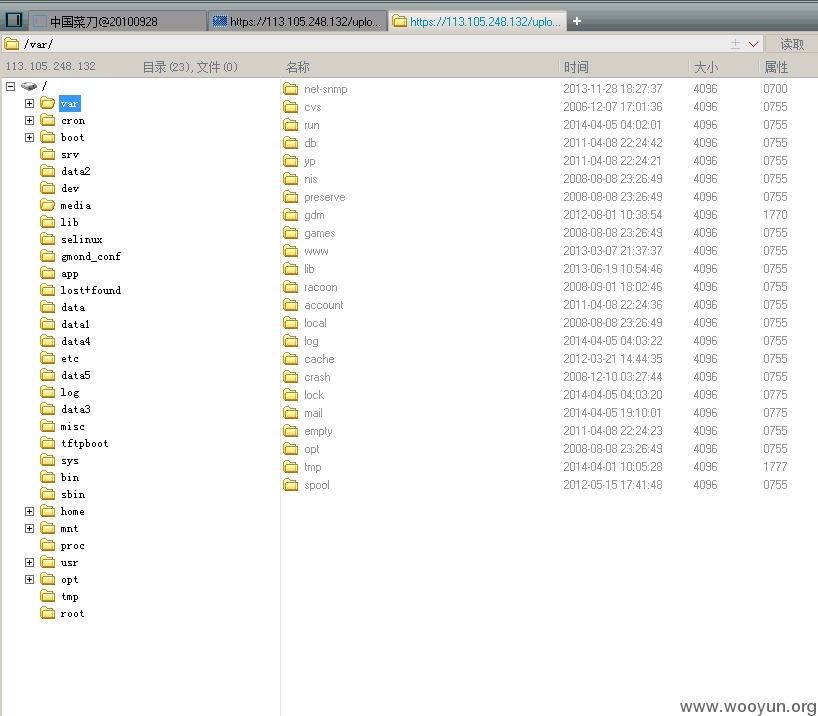 中国菜刀@20100928 https://113.105.248.132/uplo... https://113.105.248.132/uplo... +
/var/ 读取
113.105.248.132 目录(23),文件(0) 名称 时间 大小 属性
/
var
cron
boot
srv
data2
dev
media
lib
selinux
gmond_conf
app
lost+found
data
data1
data4
etc
data5
log
data3
misc
tftpboot
sys
bin
sbin
home
mnt
proc
usr
opt
tmp
root
net-snmp 2013-11-28 18:27:37 4096 0700
cvs 2006-12-07 17:01:36 4096 0755
run 2014-04-05 04:02:01 4096 0755
db 2011-04-08 22:24:42 4096 0755
yp 2011-04-08 22:24:21 4096 0755
nis 2008-08-08 23:26:49 4096 0755
preserve 2008-08-08 23:26:49 4096 0755
gdm 2012-08-01 10:38:54 4096 1770
games 2008-08-08 23:26:49 4096 0755
www 2013-03-07 21:37:37 4096 0755
lib 2013-06-19 10:54:46 4096 0755
racoon 2008-09-01 18:02:46 4096 0755
account 2011-04-08 22:24:36 4096 0755
local 2008-08-08 23:26:49 4096 0755
log 2014-04-05 04:03:22 4096 0755
cache 2012-03-21 14:44:35 4096 0755
crash 2008-12-10 03:27:44 4096 0755
lock 2014-04-05 04:03:20 4096 0775
mail 2014-04-05 19:10:01 4096 0775
empty 2011-04-08 22:24:23 4096 0755
opt 2008-08-08 23:26:49 4096 0755
tmp 2014-04-01 10:05:28 4096 1777
spool 2012-05-15 17:41:48 4096 0755
www.wooyun.org